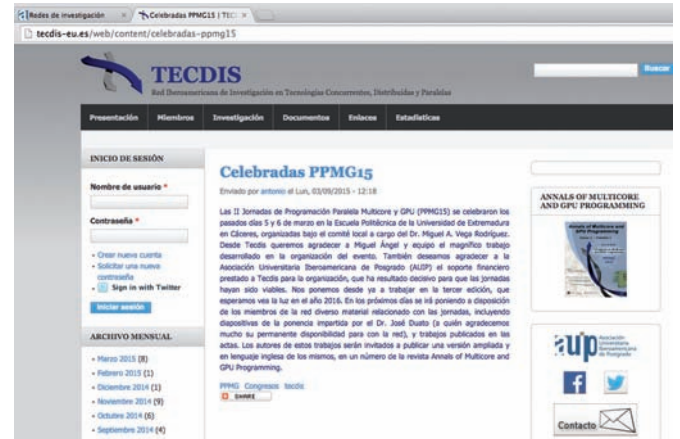 Redes de investigación
Celebradas PPMG15 | TEC
tecdis-eu.es/web/content/celebradas-ppmg15
TECDIS
Red Iberoamericana de Investigación en Tecnologías Concurrentes, Distribuidas y Paralelas
Buscar
Presentación Miembros Investigación Documentos Enlaces Estadísticas
INICIO DE SESIÓN
Nombre de usuario *
Contraseña *
Crear nueva cuenta
Solicitar una nueva
contraseña
Sign in with Twitter
Iniciar sesión
ARCHIVO MENSUAL
Marzo 2015 (8)
Febrero 2015 (1)
Diciembre 2014 (1)
Noviembre 2014 (9)
Octubre 2014 (6)
Septiembre 2014 (4)
Celebradas PPMG15
Enviado por antonio el Lun, 03/09/2015 - 12:18
Las II Jornadas de Programación Paralela Multicore y GPU (PPMG15) se celebraron los
pasados días 5 y 6 de marzo en la Escuela Politécnica de la Universidad de Extremadura
en Cáceres, organizadas bajo el comité local a cargo del Dr. Miguel A. Vega Rodríguez.
Desde Tecdis queremos agradecer a Miguel Ángel y equipo el magnífico trabajo
desarrollado en la organización del evento. También deseamos agradecer a la
Asociación Universitaria Iberoamericana de Posgrado (AUIP) el soporte financiero
prestado a Tecdis para la organización, que ha resultado decisivo para que las jornadas
hayan sido viables. Nos ponemos desde ya a trabajar en la tercer edición, que
esperamos vea la luz en el año 2016. En los próximos días se irá poniendo a disposición
de los miembros de la red diverso material relacionado con las jornadas, incluyendo
diapositivas de la ponencia impartida por el Dr. José Duato (a quién agradecemos
mucho su permanente disponibilidad para con la red), y trabajos publicados en las
actas. Los autores de estos trabajos serán invitados a publicar una versión ampliada y
en lenguaje inglesa de los mismos, en un número de la revista Annals of Multicore and
GPU Programming.
PPMG Congresos tecdis
SHARE
ANNALS OF MULTICORE
AND GPU PROGRAMMING
Annals of Multicore and
GPU Programming
auip
Asociación
Universitaria
Iberoamericana
de Postgrado
Contacto